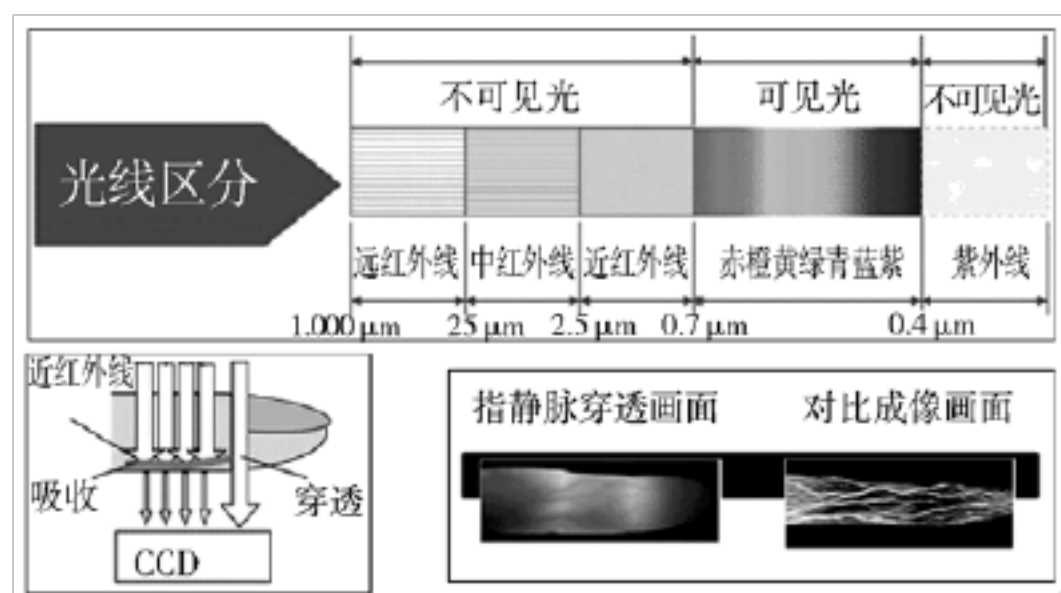 不可见光
可见光
不可见光
光线区分
远红外线
中红外线
近红外线
赤橙黄绿青蓝紫
紫外线
1.000 μm
25 μm
2.5 μm
0.7 μm
0.4 μm
近红外线
吸收
穿透
CCD
指静脉穿透画面
对比成像画面